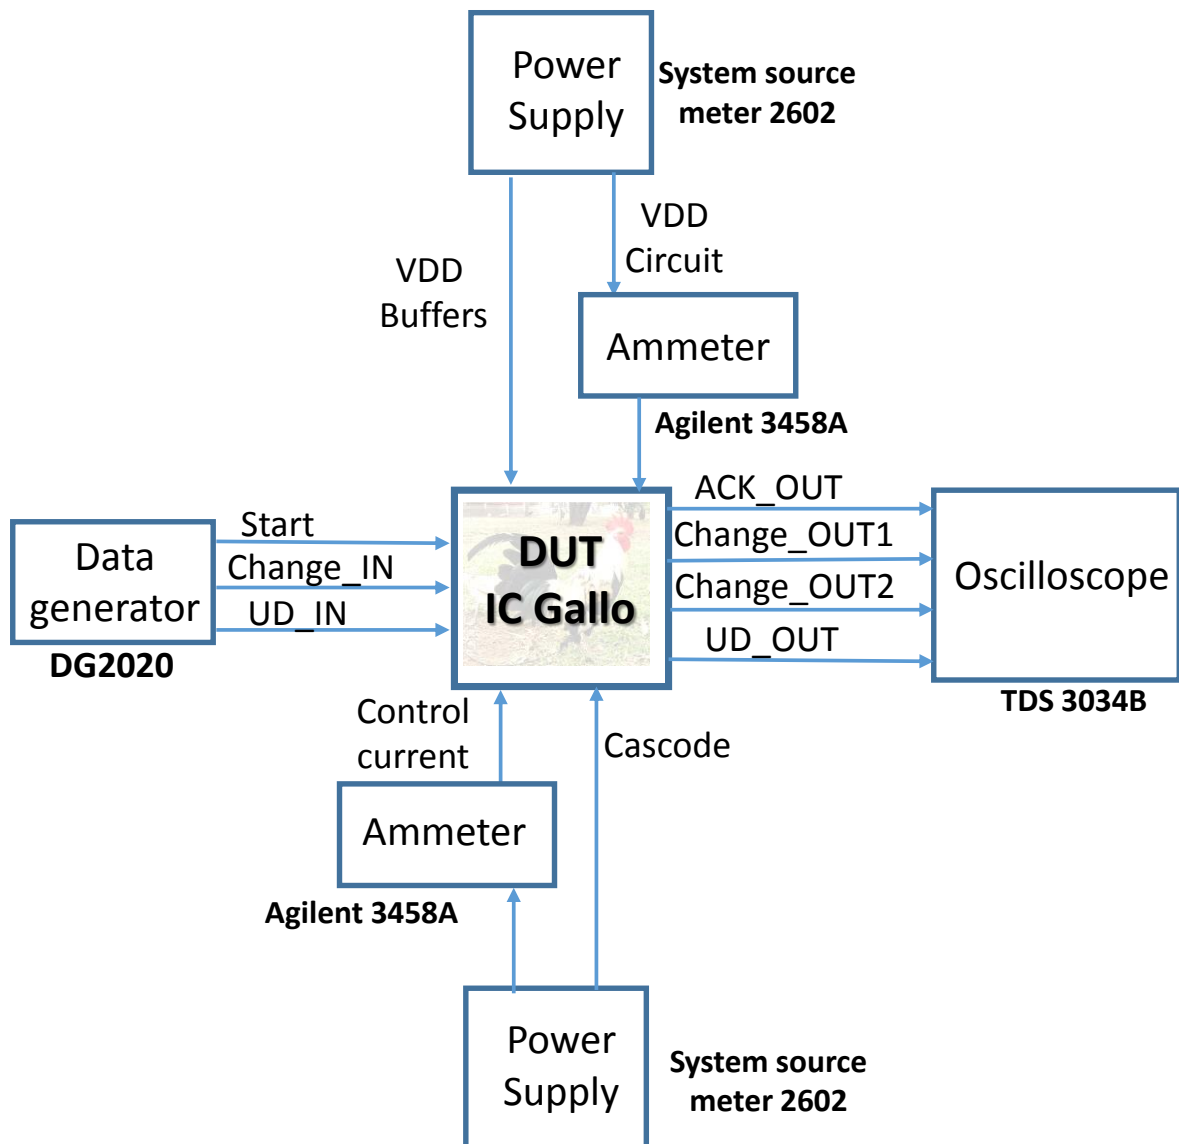 Power
Supply
System source
meter 2602
VDD
Circuit
VDD
Buffers
Ammeter
Agilent 3458A
Data
generator
DG2020
Start
Change_IN
UD_IN
DUT
IC Gallo
ACK_OUT
Change_OUT1
Change_OUT2
UD_OUT
Oscilloscope
TDS 3034B
Control
current
Cascode
Ammeter
Agilent 3458A
Power
Supply
System source
meter 2602